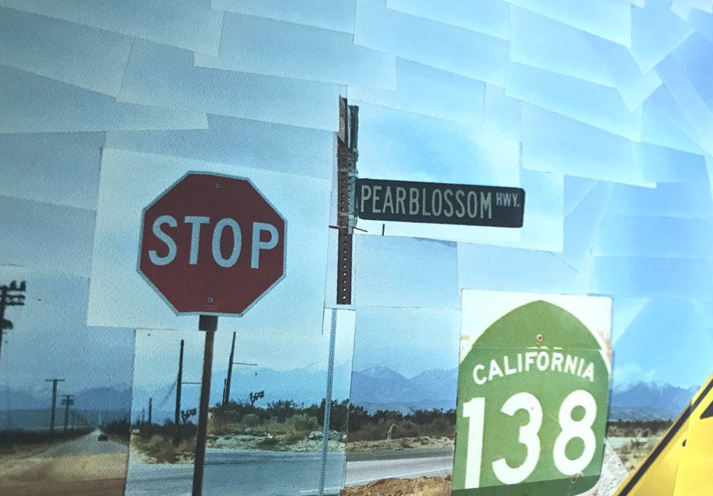 STOP
PEARBLOSSOM HWY.
CALIFORNIA
138